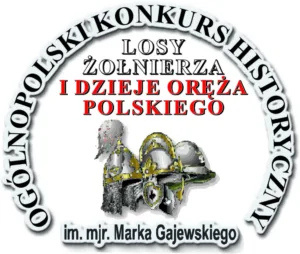 OGÓLNOPOLSKI KONKURS HISTORYCZNY
LOSY
ŻOŁNIERZA
I DZIEJE ORĘŻA
POLSKIEGO
im. mjr. Marka Gajewskiego